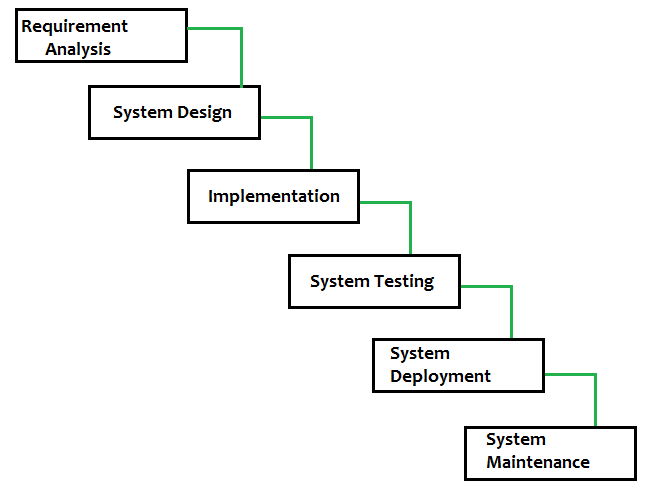 Requirement
Analysis
System Design
Implementation
System Testing
System
Deployment
System
Maintenance